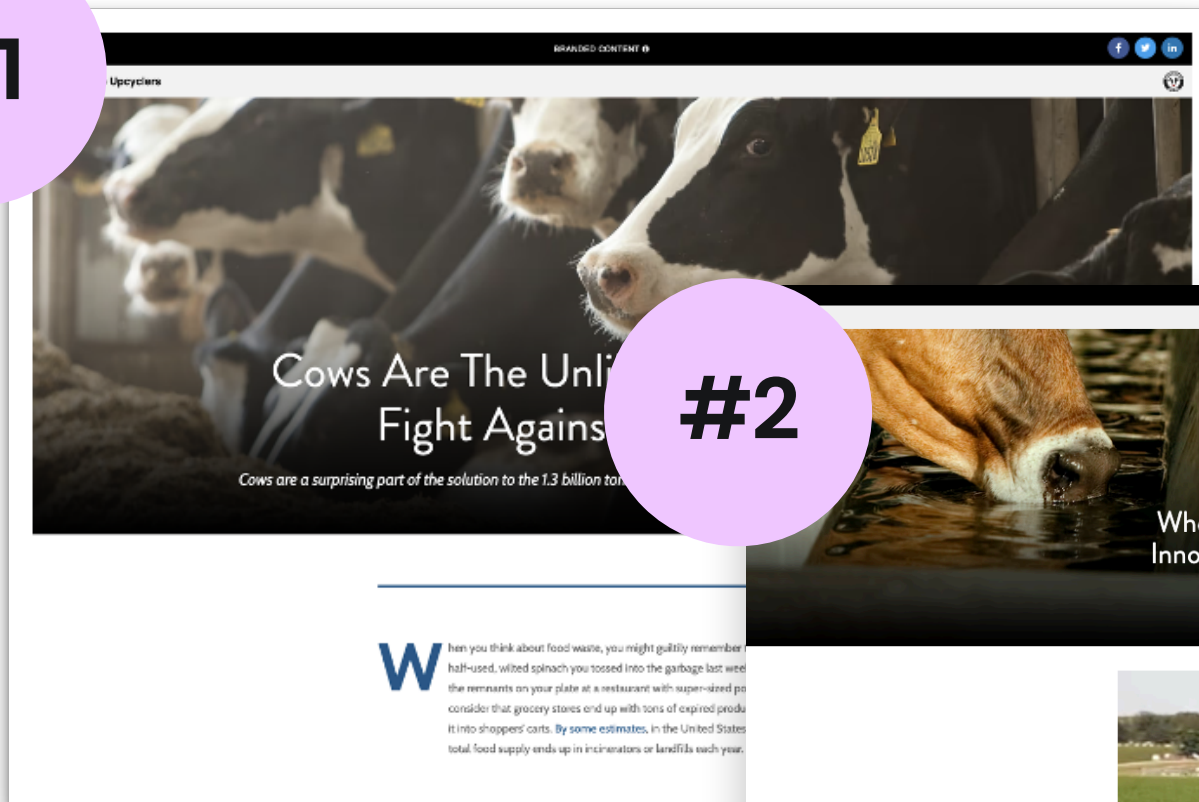 1
BRANDED CONTENT
Upcyclers
Cows Are The Unli
Fight Agains
Cows are a surprising part of the solution to the 1.3 billion ton
#2
Who
Inno
When you think about food waste, you might guiltily remember
half-used, wilted spinach you tossed into the garbage last wee
the remnants on your plate at a restaurant with super-sized po
consider that grocery stores end up with tons of expired produ
it into shoppers' carts. By some estimates, in the United States
total food supply ends up in incinerators or landfills each year.